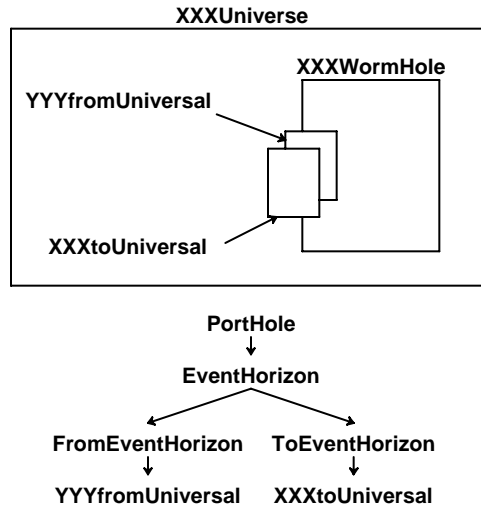 XXXUniverse
XXXWormHole
YYYfromUniversal
XXXtoUniversal
PortHole
EventHorizon
FromEventHorizon ToEventHorizon
YYYfromUniversal XXXtoUniversal